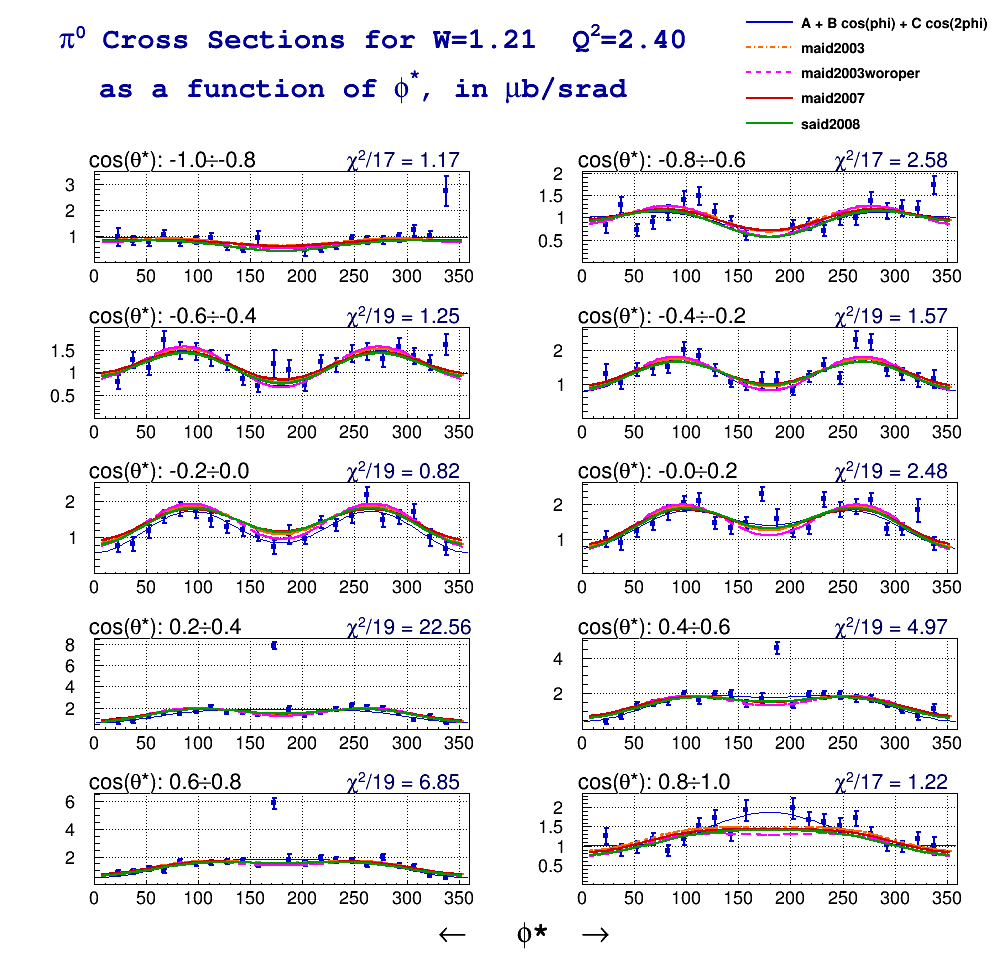 π⁰ Cross Sections for W=1.21 Q²=2.40
as a function of ϕ*, in μb/srad
A + B cos(phi) + C cos(2phi)
maid2003
maid2003woroper
maid2007
said2008
cos(θ*): -1.0÷-0.8 χ²/17 = 1.17
3
2
1
0 50 100 150 200 250 300 350
cos(θ*): -0.8÷-0.6 χ²/17 = 2.58
2
1.5
1
0.5
0 50 100 150 200 250 300 350
cos(θ*): -0.6÷-0.4 χ²/19 = 1.25
1.5
1
0.5
0 50 100 150 200 250 300 350
cos(θ*): -0.4÷-0.2 χ²/19 = 1.57
2
1
0 50 100 150 200 250 300 350
cos(θ*): -0.2÷0.0 χ²/19 = 0.82
2
1
0 50 100 150 200 250 300 350
cos(θ*): -0.0÷0.2 χ²/19 = 2.48
2
1
0 50 100 150 200 250 300 350
cos(θ*): 0.2÷0.4 χ²/19 = 22.56
8
6
4
2
0 50 100 150 200 250 300 350
cos(θ*): 0.4÷0.6 χ²/19 = 4.97
4
2
0 50 100 150 200 250 300 350
cos(θ*): 0.6÷0.8 χ²/19 = 6.85
6
4
2
0 50 100 150 200 250 300 350
cos(θ*): 0.8÷1.0 χ²/17 = 1.22
2
1.5
1
0.5
0 50 100 150 200 250 300 350
← ϕ* →